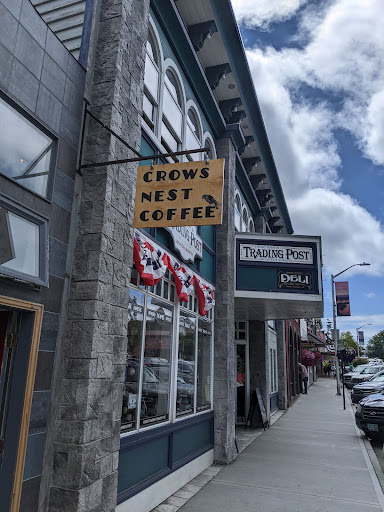 CROWS
NEST
COFFEE
TRADING POST
DELI